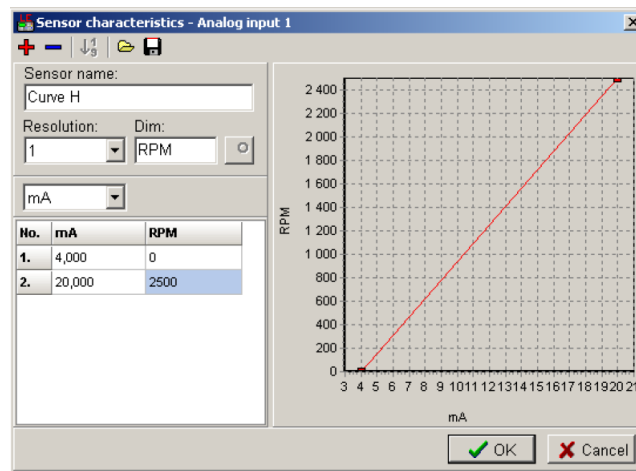 Sensor characteristics - Analog input 1
Sensor name:
Curve H
Resolution: Dim:
1 RPM
mA
No. mA RPM
1. 4,000 0
2. 20,000 2500
2 400
2 200
2 000
1 800
1 600
1 400
1 200
1 000
800
600
400
200
0
RPM
3 4 5 6 7 8 9 10 11 12 13 14 15 16 17 18 19 20 21
mA
OK Cancel